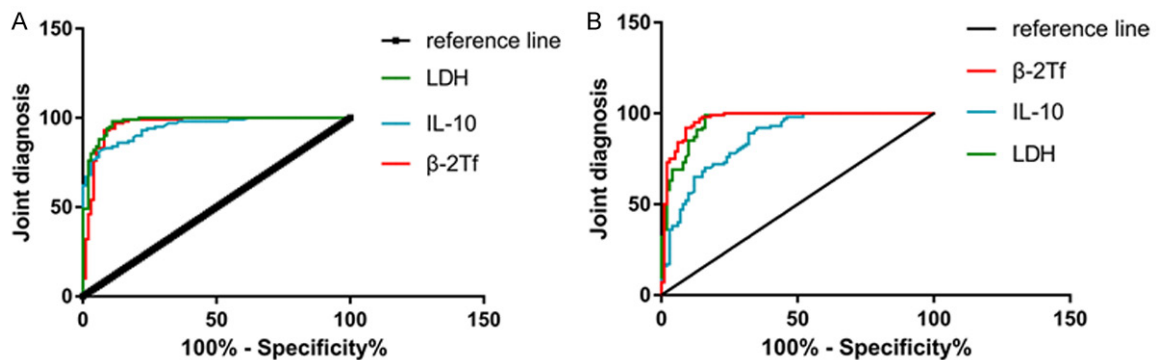 A
150
100
50
0
Joint diagnosis
0 50 100 150
100% - Specificity%
reference line
LDH
IL-10
β-2Tf
B
150
100
50
0
Joint diagnosis
0 50 100 150
100% - Specificity%
reference line
β-2Tf
IL-10
LDH